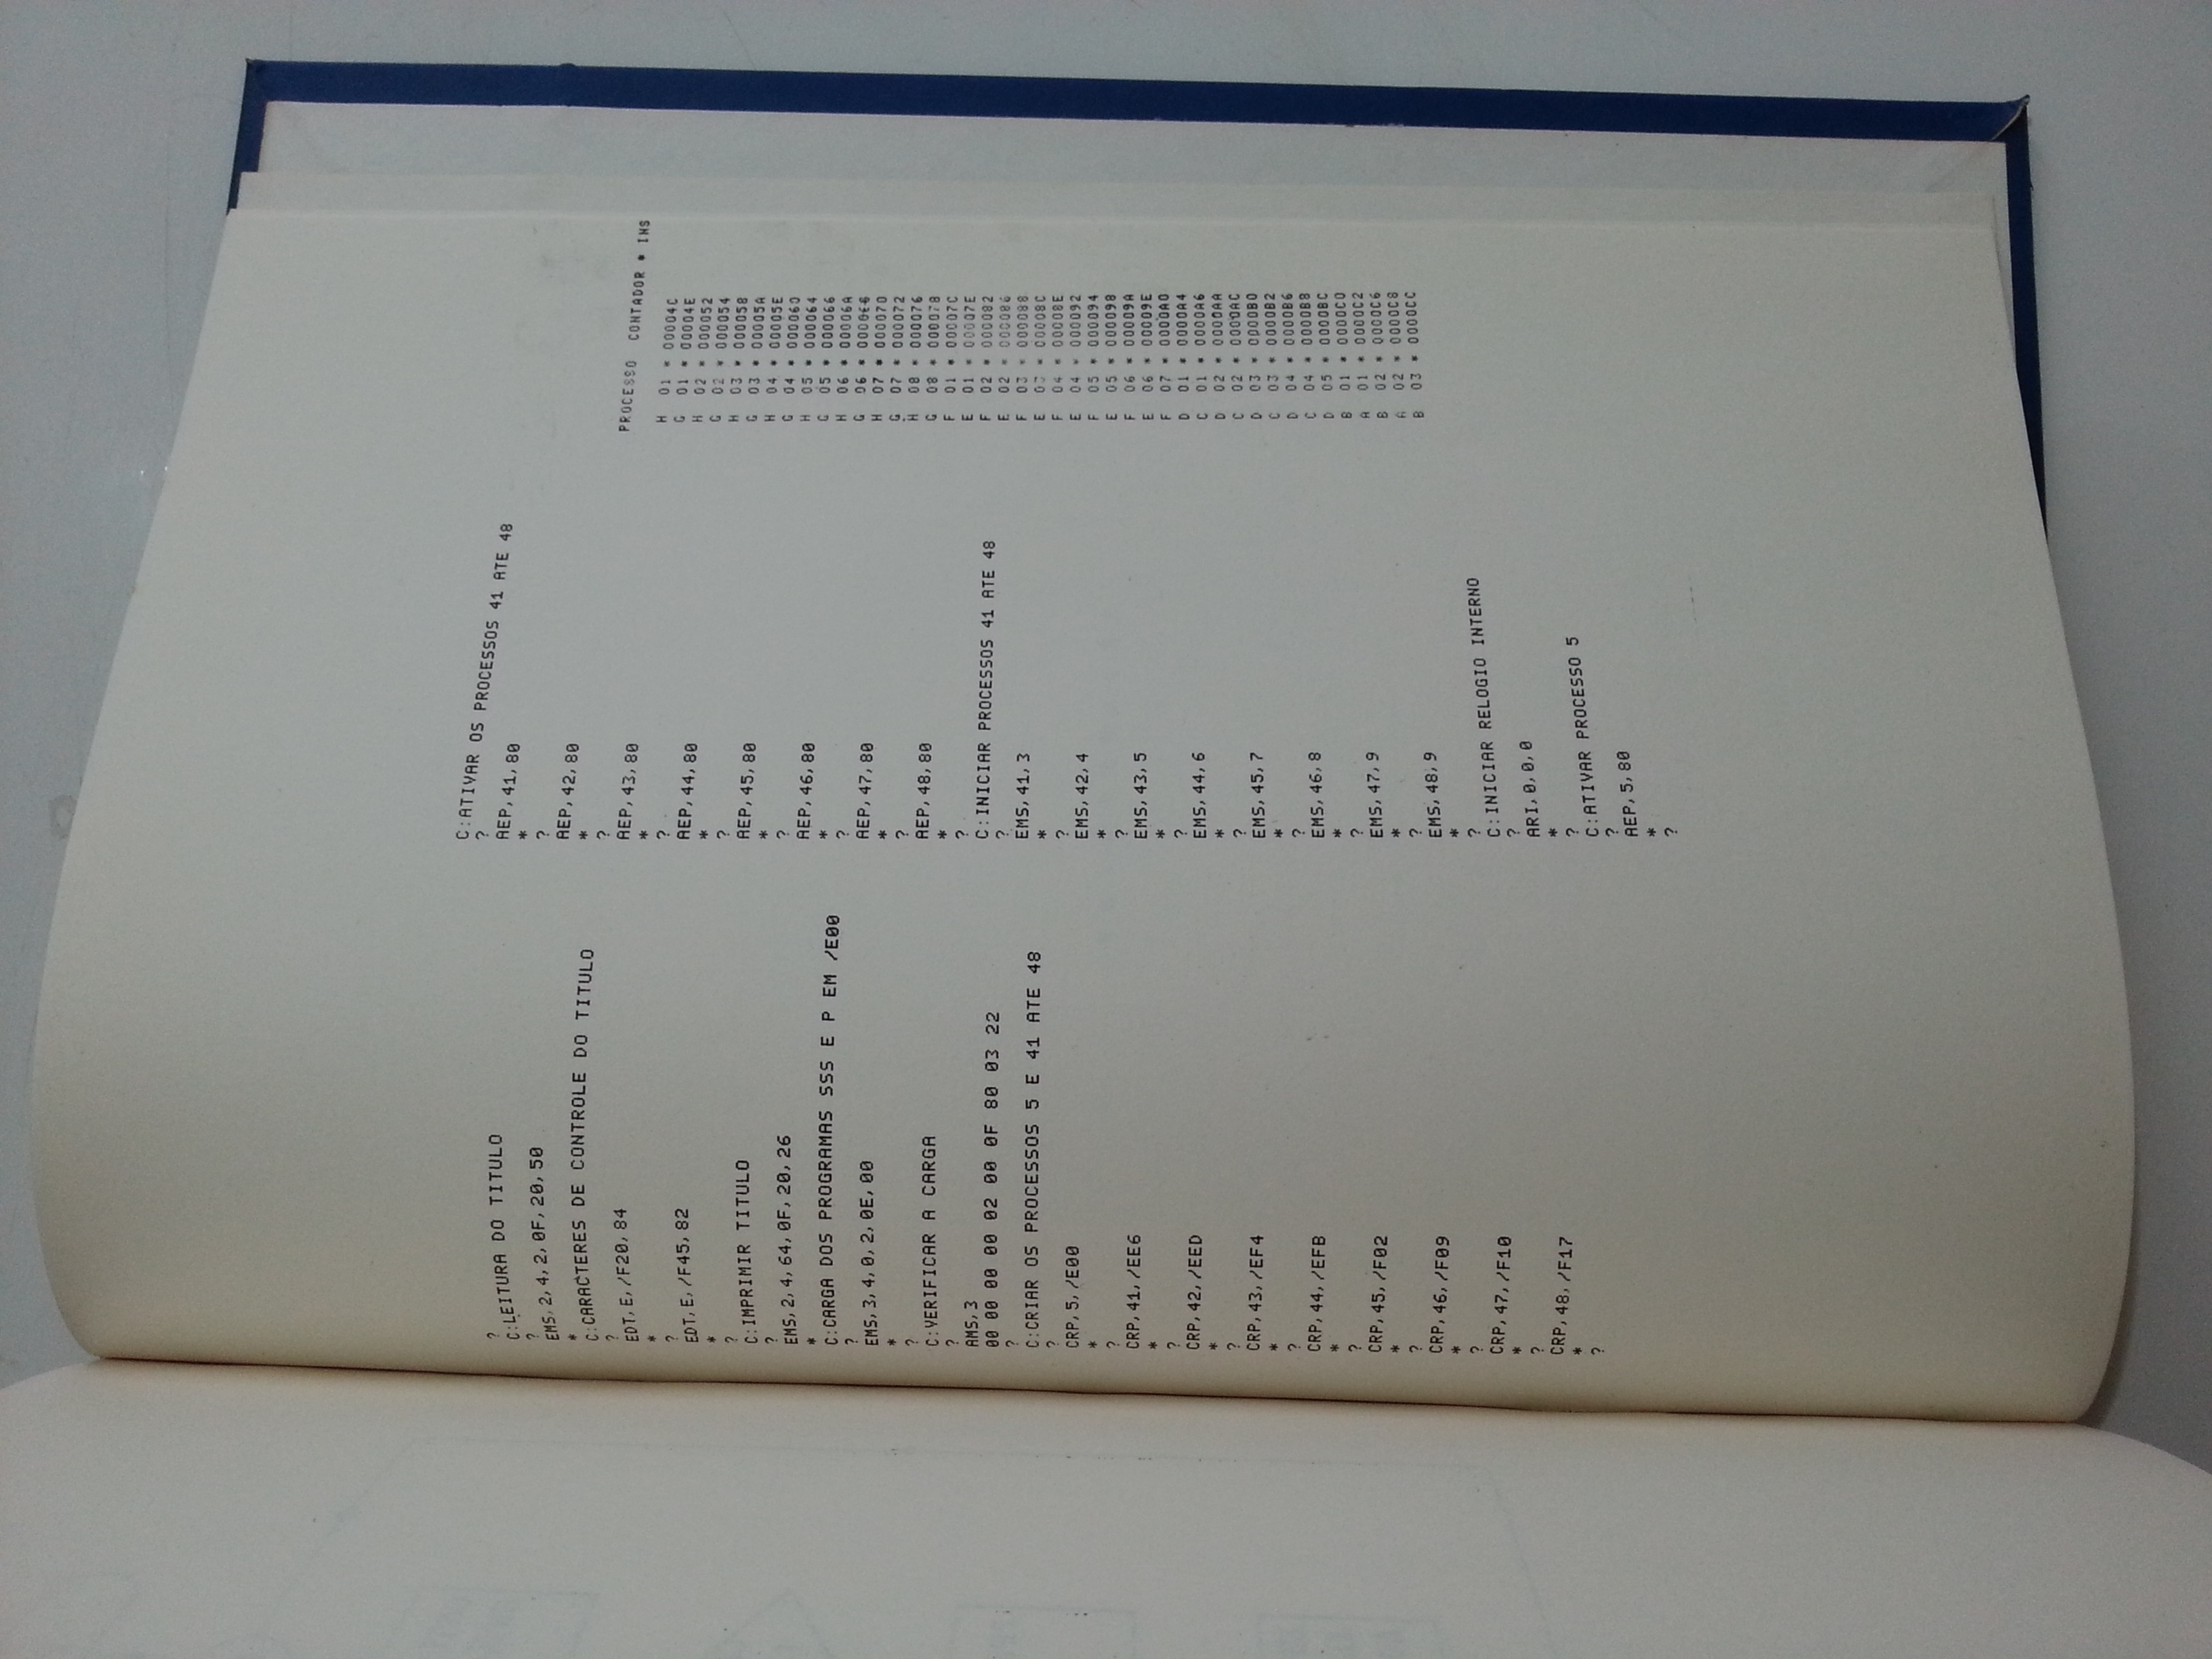 ?
C:LEITURA DO TITULO
?
EMS,2,4,2,0F,20,50
*
C:CARACTERES DE CONTROLE DO TITULO
?
EDT,E,/F20,84
*
?
EDT,E,/F45,82
*
?
C:IMPRIMIR TITULO
?
EMS,2,4,64,0F,20,26
*
C:CARGA DOS PROGRAMAS SSS E P EM /E00
?
EMS,3,4,0,2,0E,00
*
?
C:VERIFICAR A CARGA
?
AMS,3
00 00 00 00 02 00 0F 80 03 22
?
C:CRIAR OS PROCESSOS 5 E 41 ATE 48
?
CRP,5,/E00
*
?
CRP,41,/EE6
*
?
CRP,42,/EED
*
?
CRP,43,/EF4
*
?
CRP,44,/EFB
*
?
CRP,45,/F02
*
?
CRP,46,/F09
*
?
CRP,47,/F10
*
?
CRP,48,/F17
*
?
C:ATIVAR OS PROCESSOS 41 ATE 48
?
AEP,41,80
*
?
AEP,42,80
*
?
AEP,43,80
*
?
AEP,44,80
*
?
AEP,45,80
*
?
AEP,46,80
*
?
AEP,47,80
*
?
AEP,48,80
*
?
C:INICIAR PROCESSOS 41 ATE 48
?
EMS,41,3
*
?
EMS,42,4
*
?
EMS,43,5
*
?
EMS,44,6
*
?
EMS,45,7
*
?
EMS,46,8
*
?
EMS,47,9
*
?
EMS,48,9
*
?
C:INICIAR RELOGIO INTERNO
?
ARI,0,0,0
*
?
C:ATIVAR PROCESSO 5
?
AEP,5,80
*
?
PROCESSO CONTADOR * INS
H 01 * 00004C
G 01 * 00004E
H 02 * 000052
G 02 * 000054
H 03 * 000058
G 03 * 00005A
H 04 * 00005E
G 04 * 000060
H 05 * 000064
G 05 * 000066
H 06 * 00006A
G 06 * 00006C
H 07 * 000070
G 07 * 000072
H 08 * 000076
G 08 * 000078
F 01 * 00007C
E 01 * 00007E
F 02 * 000082
E 02 * 000086
F 03 * 000088
E 03 * 00008C
F 04 * 00008E
E 04 * 000092
F 05 * 000094
E 05 * 000098
F 06 * 00009A
E 06 * 00009E
F 07 * 0000A0
D 01 * 0000A4
C 01 * 0000A6
D 02 * 0000AA
C 02 * 0000AC
D 03 * 0000B0
C 03 * 0000B2
D 04 * 0000B6
C 04 * 0000B8
D 05 * 0000BC
B 01 * 0000C0
A 01 * 0000C2
B 02 * 0000C6
A 02 * 0000C8
B 03 * 0000CC